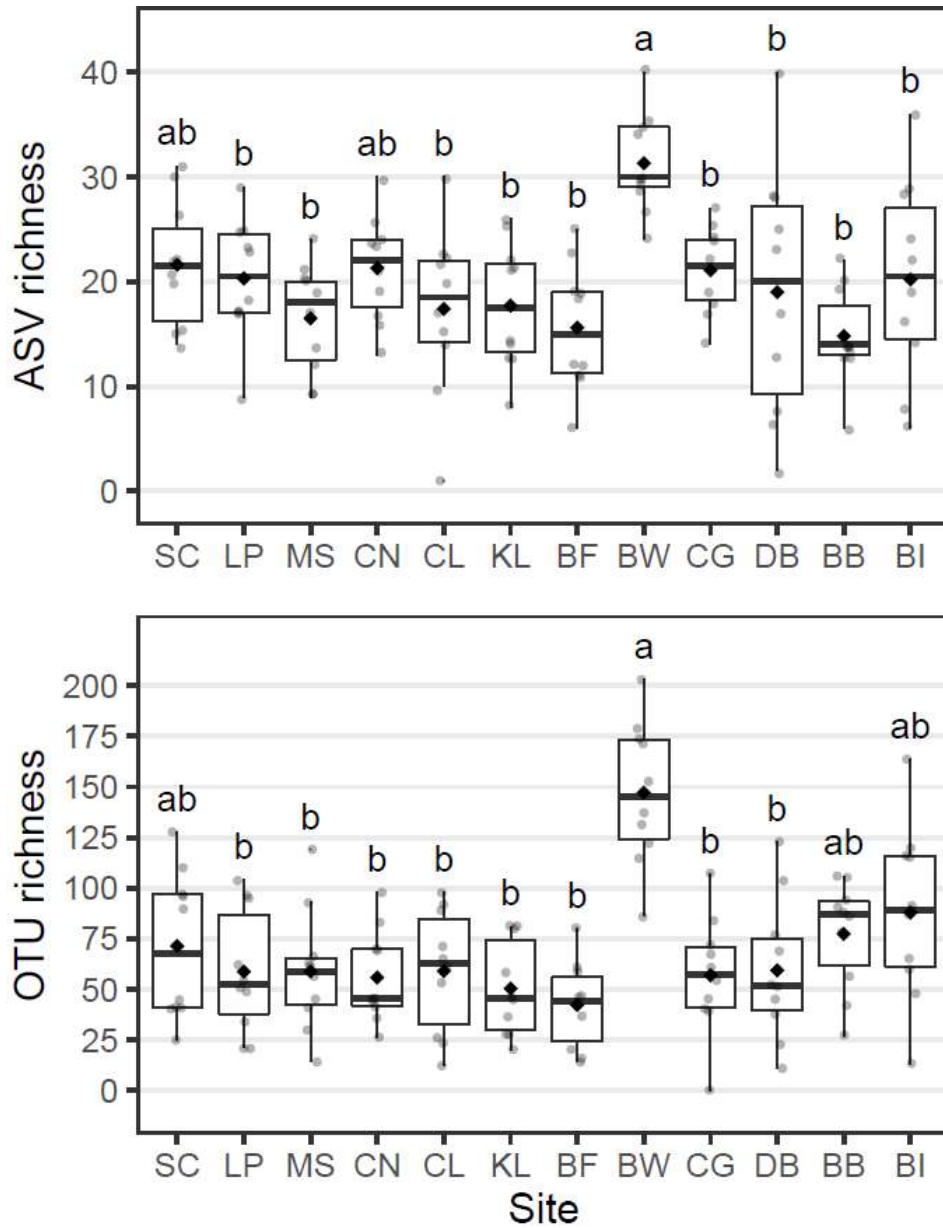 ASV richness
40
30
20
10
0
ab b b ab b b b a b b b b
SC LP MS CN CL KL BF BW CG DB BB BI
OTU richness
200
175
150
125
100
75
50
25
0
ab b b b b b b a b b ab ab
SC LP MS CN CL KL BF BW CG DB BB BI
Site